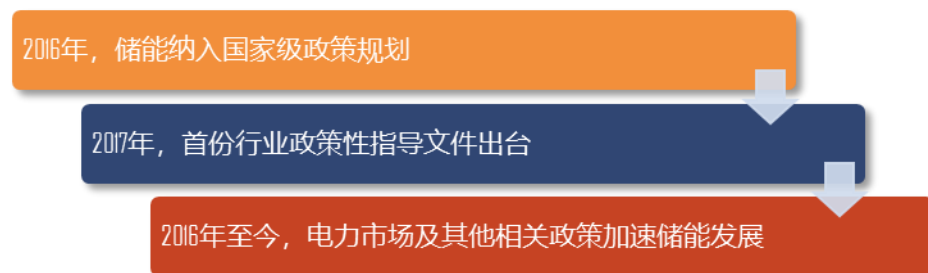 2016年，储能纳入国家级政策规划
2017年，首份行业政策性指导文件出台
2016年至今，电力市场及其他相关政策加速储能发展